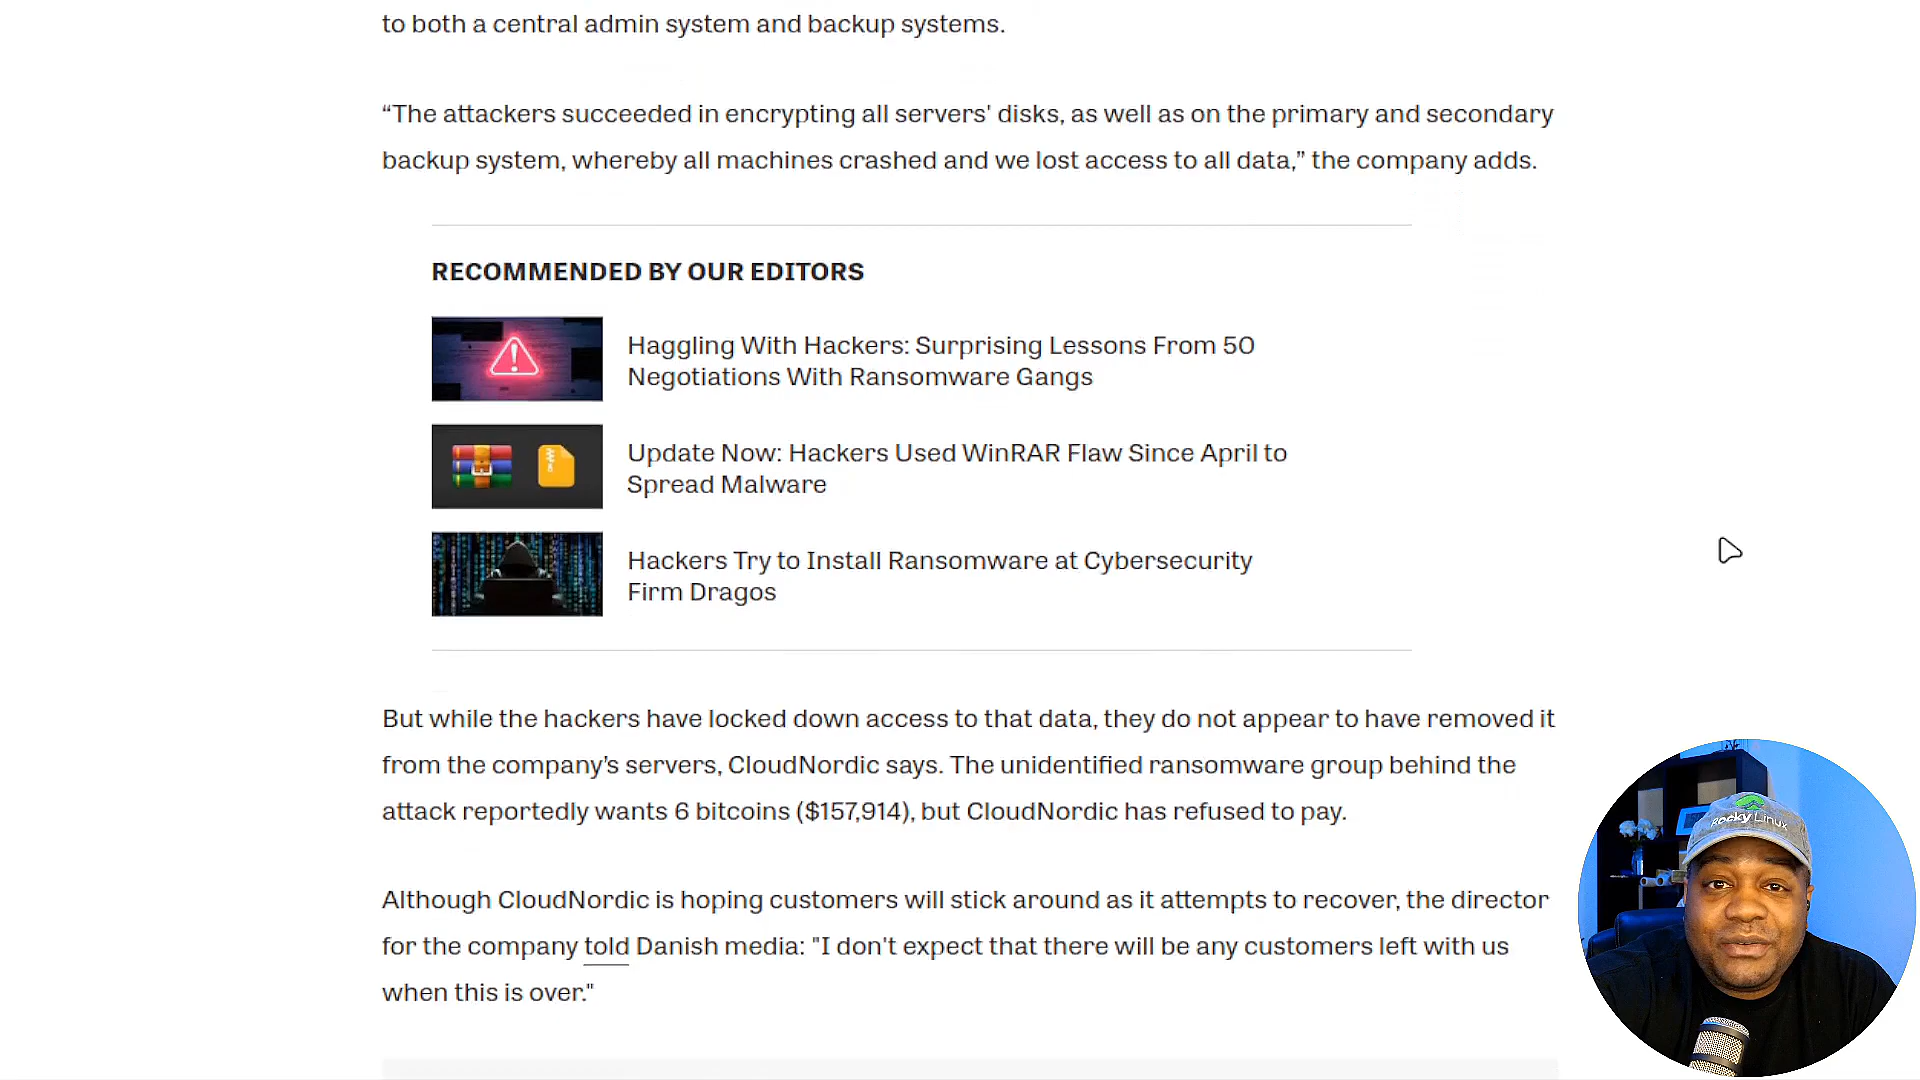 to both a central admin system and backup systems.
“The attackers succeeded in encrypting all servers' disks, as well as on the primary and secondary
backup system, whereby all machines crashed and we lost access to all data,” the company adds.
RECOMMENDED BY OUR EDITORS
Haggling With Hackers: Surprising Lessons From 50
Negotiations With Ransomware Gangs
Update Now: Hackers Used WinRAR Flaw Since April to
Spread Malware
Hackers Try to Install Ransomware at Cybersecurity
Firm Dragos
But while the hackers have locked down access to that data, they do not appear to have removed it
from the company’s servers, CloudNordic says. The unidentified ransomware group behind the
attack reportedly wants 6 bitcoins ($157,914), but CloudNordic has refused to pay.
Although CloudNordic is hoping customers will stick around as it attempts to recover, the director
for the company told Danish media: "I don't expect that there will be any customers left with us
when this is over."
Rocky Linux